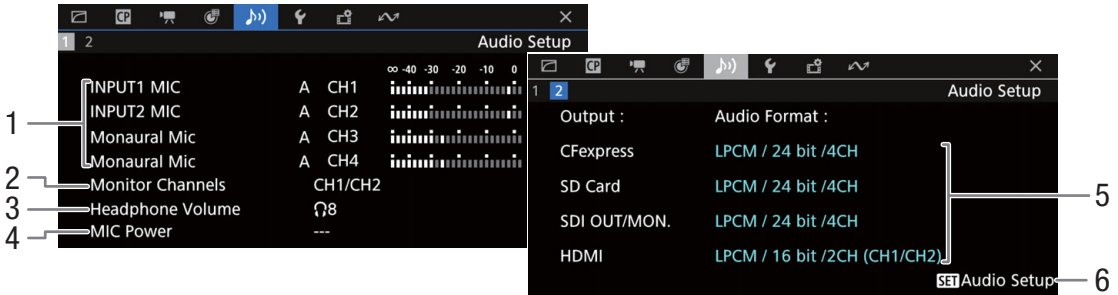 CP
1 2 Audio Setup
∞ -40 -30 -20 -10 0
INPUT1 MIC A CH1
INPUT2 MIC A CH2
Monaural Mic A CH3
Monaural Mic A CH4
Monitor Channels CH1/CH2
Headphone Volume 8
MIC Power ---
1
2
3
4
CP
1 2 Audio Setup
Output : Audio Format :
CFexpress LPCM / 24 bit /4CH
SD Card LPCM / 24 bit /4CH
SDI OUT/MON. LPCM / 24 bit /4CH
HDMI LPCM / 16 bit /2CH (CH1/CH2)
SET Audio Setup
5
6